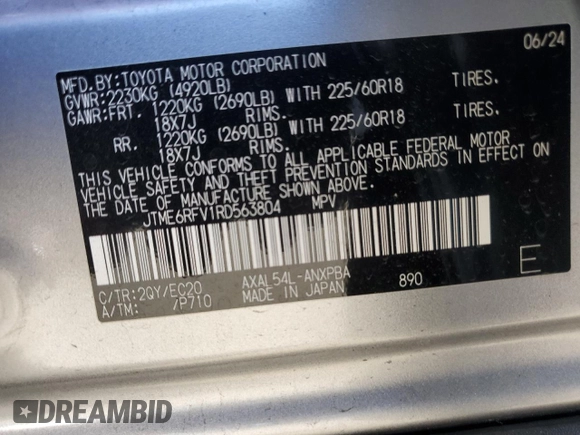 06/24
MFD.BY:TOYOTA MOTOR CORPORATION
GVWR:2230KG (4920LB)
GAWR:FRT. 1220KG (2690LB) WITH 225/60R18 TIRES.
18X7J RIMS.
RR. 1220KG (2690LB) WITH 225/60R18 TIRES.
18X7J RIMS.
THIS VEHICLE CONFORMS TO ALL APPLICABLE FEDERAL MOTOR
VEHICLE SAFETY AND THEFT PREVENTION STANDARDS IN EFFECT ON
THE DATE OF MANUFACTURE SHOWN ABOVE.
JTME6RFV1RD563804 MPV
C/TR:2QY/EC20 AXAL54L-ANXPBA 890 E
A/TM: /P710 MADE IN JAPAN
DREAMBID